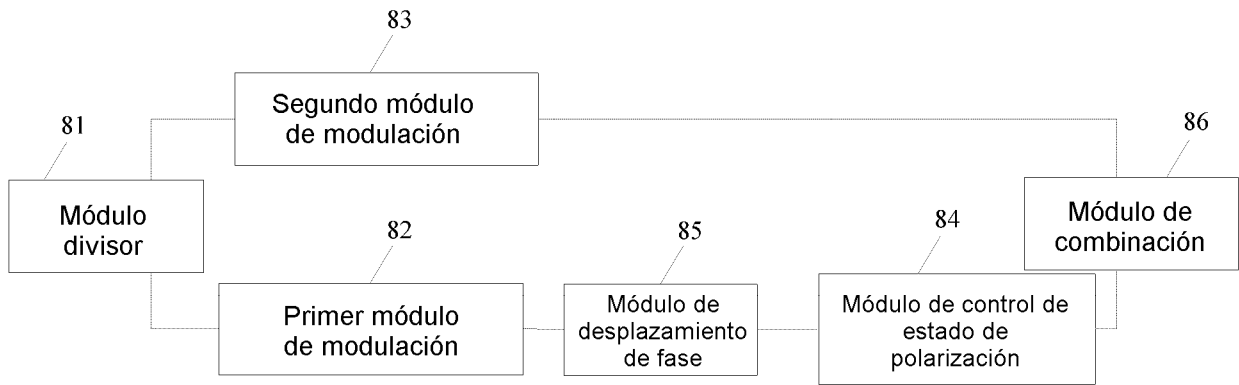 83
Segundo módulo
de modulación
81
Módulo
divisor
86
Módulo de
combinación
82
Primer módulo
de modulación
85
Módulo de
desplazamiento
de fase
84
Módulo de control de
estado de
polarización